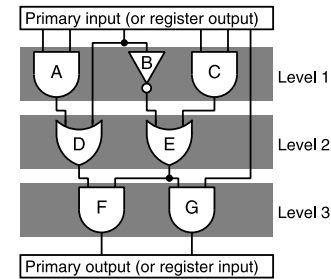 Primary input (or register output)
A
B
C
Level 1
D
E
Level 2
F
G
Level 3
Primary output (or register input)